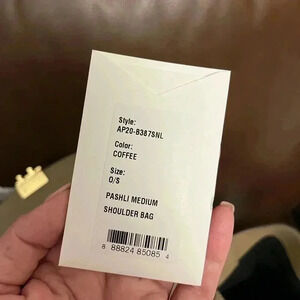 Style:
AP20-B387SNL
Color:
COFFEE
Size:
O/S
PASHLI MEDIUM
SHOULDER BAG
8 88824 85085 4